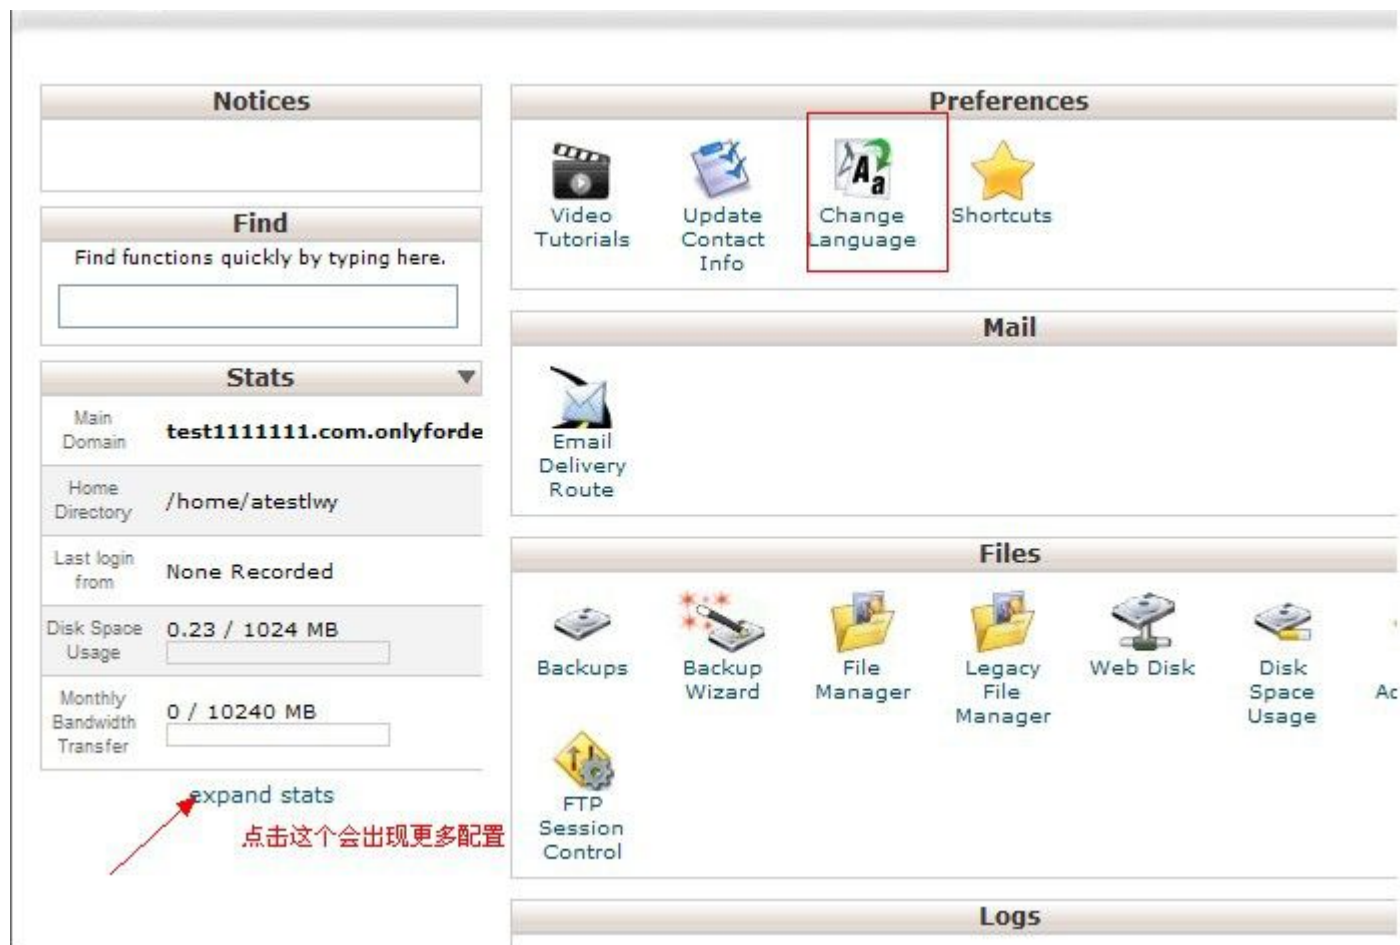 Notices
Find
Find functions quickly by typing here.
Stats
Main
Domain
test1111111.com.onlyforde
Home
Directory
/home/atestlwy
Last login
from
None Recorded
Disk Space
Usage
0.23 / 1024 MB
Monthly
Bandwidth
Transfer
0 / 10240 MB
expand stats
点击这个会出现更多配置
Preferences
Video
Tutorials
Update
Contact
Info
Change
Language
Shortcuts
Mail
Email
Delivery
Route
Files
Backups
Backup
Wizard
File
Manager
Legacy
File
Manager
Web Disk
Disk
Space
Usage
Ac
FTP
Session
Control
Logs